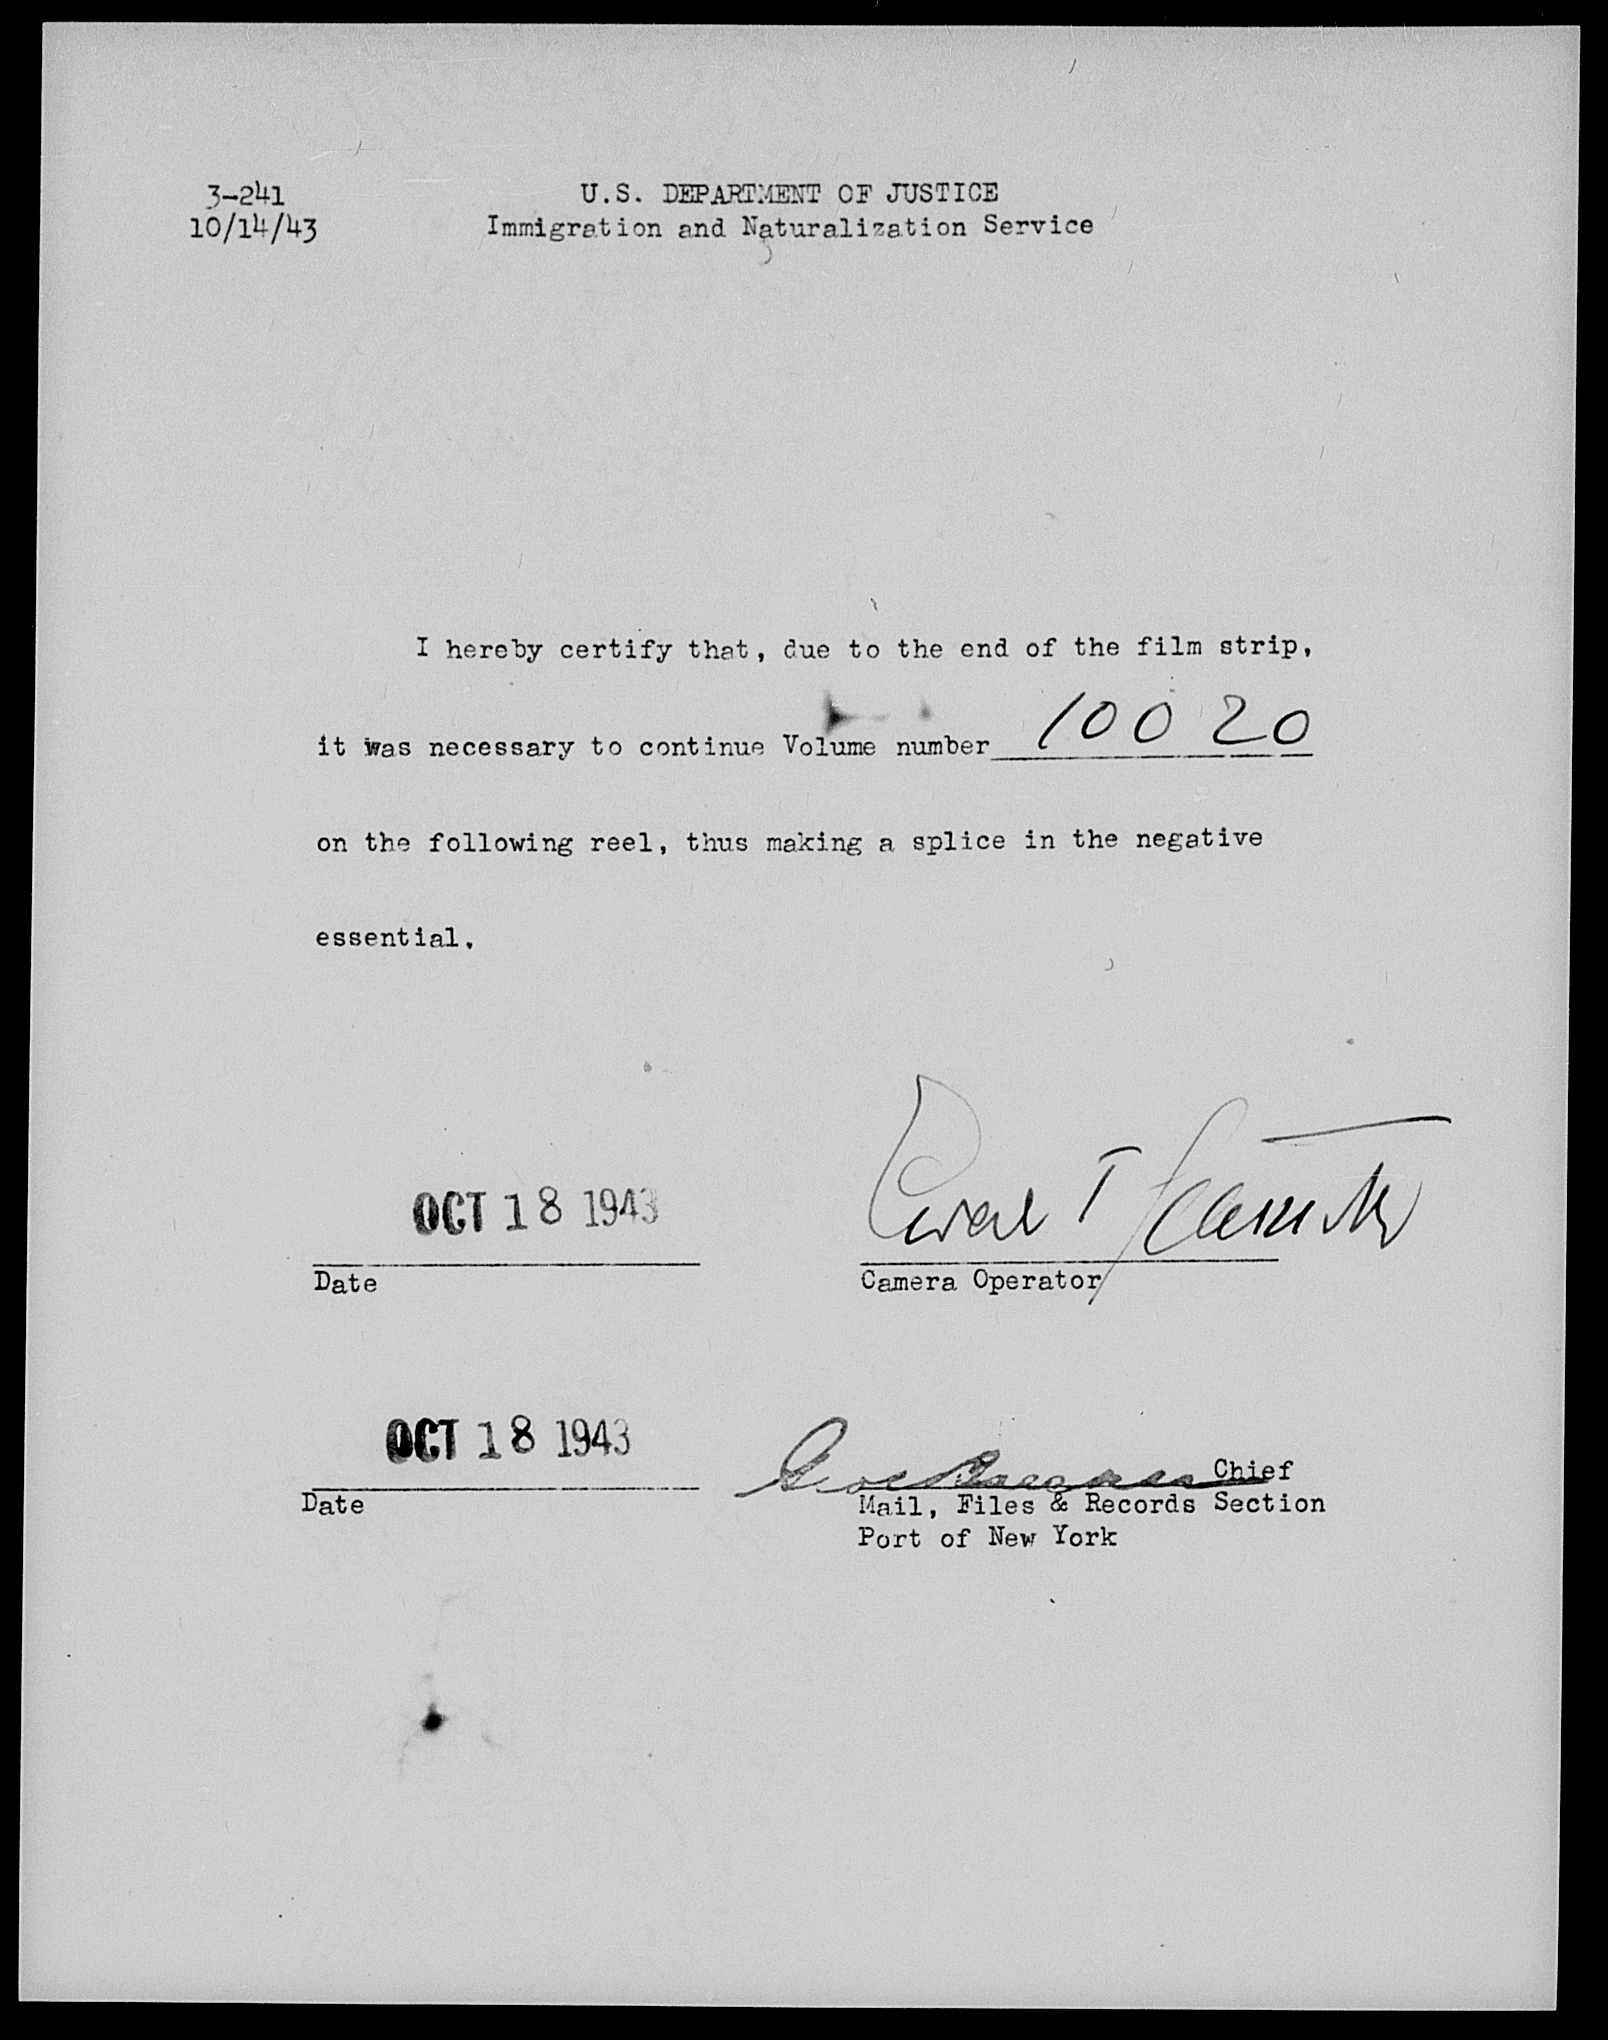 3-241
10/14/43
U.S. DEPARTMENT OF JUSTICE
Immigration and Naturalization Service
I hereby certify that, due to the end of the film strip,
it was necessary to continue Volume number 10020
on the following reel, thus making a splice in the negative
essential.
OCT 18 1943
Date
Camera Operator
OCT 18 1943
Date
Chief
Mail, Files & Records Section
Port of New York